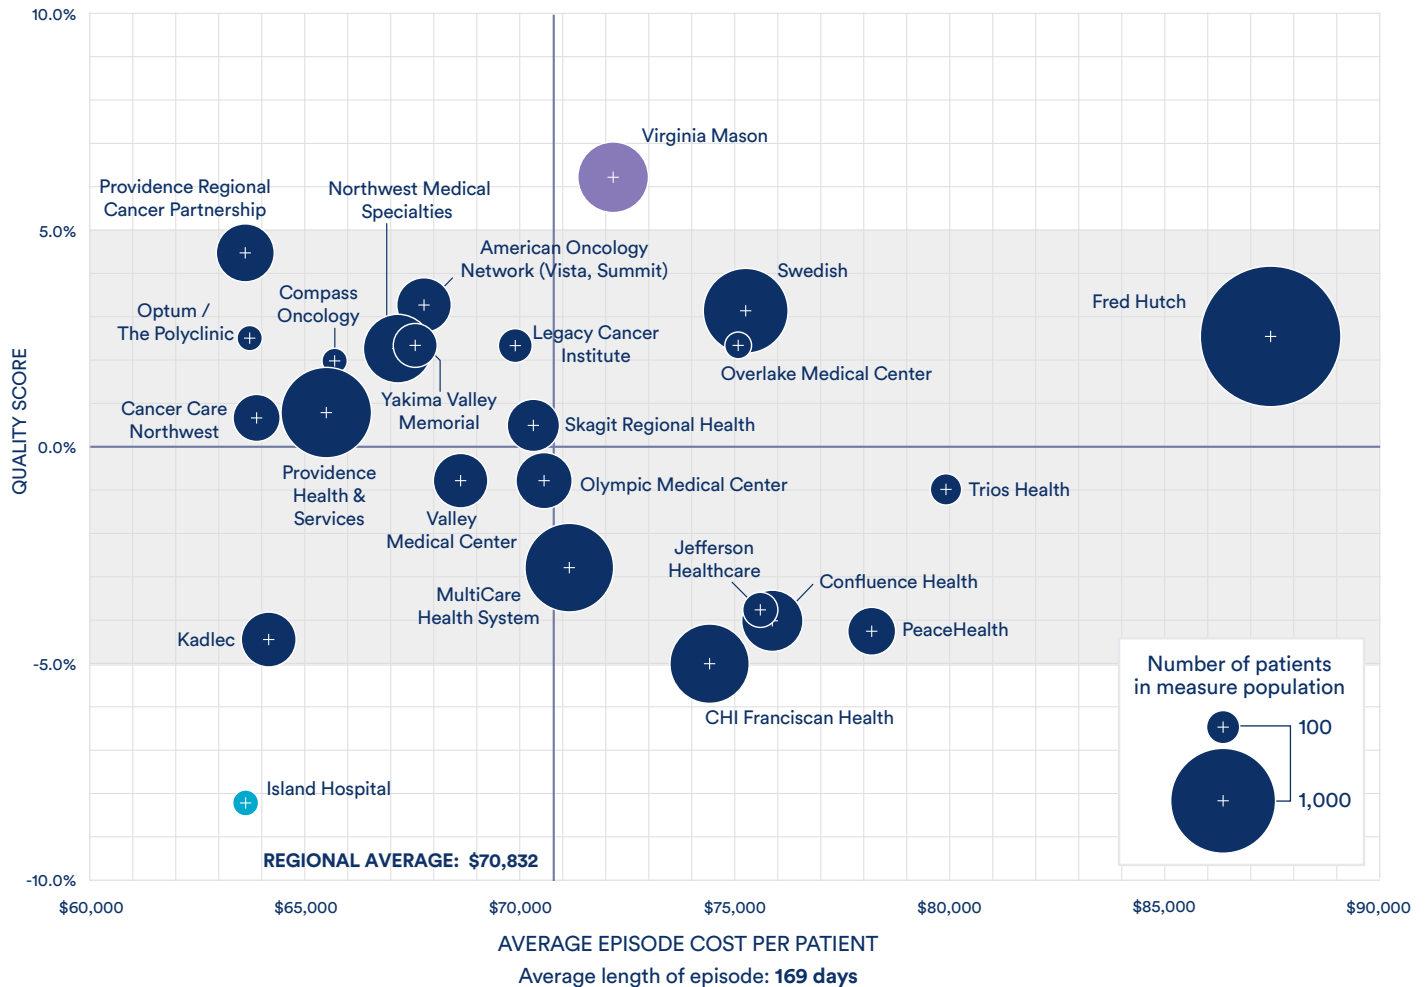 10.0%
Virginia Mason
Providence Regional
Cancer Partnership
Northwest Medical
Specialties
5.0%
American Oncology
Network (Vista, Summit)
Swedish
Fred Hutch
Compass
Oncology
Optum /
The Polyclinic
Legacy Cancer
Institute
Overlake Medical Center
Yakima Valley
Memorial
Cancer Care
Northwest
Skagit Regional Health
QUALITY SCORE
0.0%
Providence
Health &
Services
Olympic Medical Center
Trios Health
Valley
Medical Center
Jefferson
Healthcare
Confluence Health
MultiCare
Health System
Kadlec
PeaceHealth
-5.0%
CHI Franciscan Health
Number of patients
in measure population
100
1,000
Island Hospital
REGIONAL AVERAGE: $70,832
-10.0%
$60,000
$65,000
$70,000
$75,000
$80,000
$85,000
$90,000
AVERAGE EPISODE COST PER PATIENT
Average length of episode: 169 days